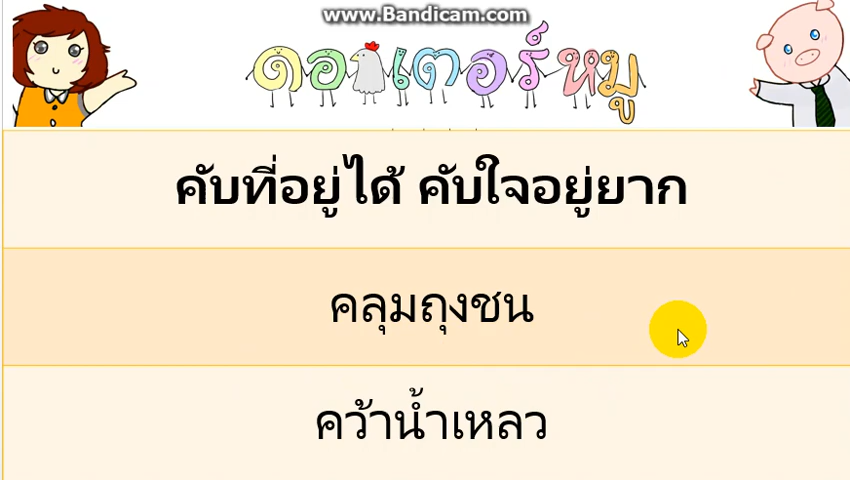 www.Bandicam.com
ดอกเตอร์หมู
คับที่อยู่ได้ คับใจอยู่ยาก
คลุมถุงชน
คว้าน้ำเหลว